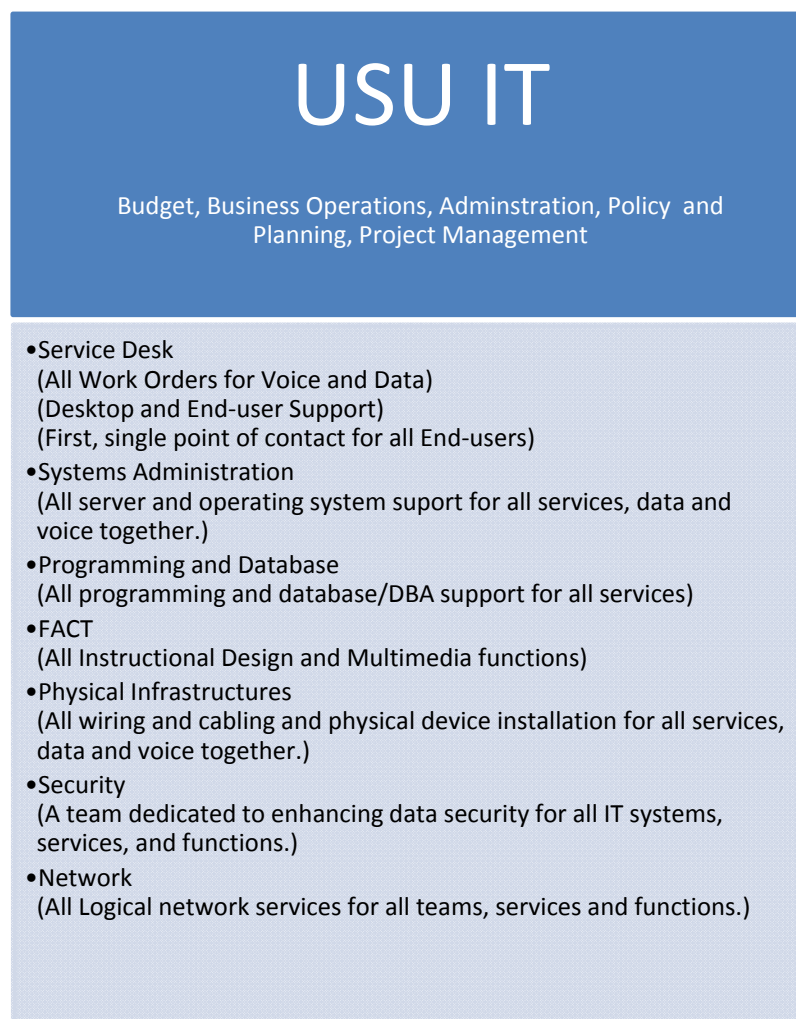 USU IT
Budget, Business Operations, Adminstration, Policy and
Planning, Project Management
•Service Desk
(All Work Orders for Voice and Data)
(Desktop and End-user Support)
(First, single point of contact for all End-users)
•Systems Administration
(All server and operating system suport for all services, data and
voice together.)
•Programming and Database
(All programming and database/DBA support for all services)
•FACT
(All Instructional Design and Multimedia functions)
•Physical Infrastructures
(All wiring and cabling and physical device installation for all services,
data and voice together.)
•Security
(A team dedicated to enhancing data security for all IT systems,
services, and functions.)
•Network
(All Logical network services for all teams, services and functions.)